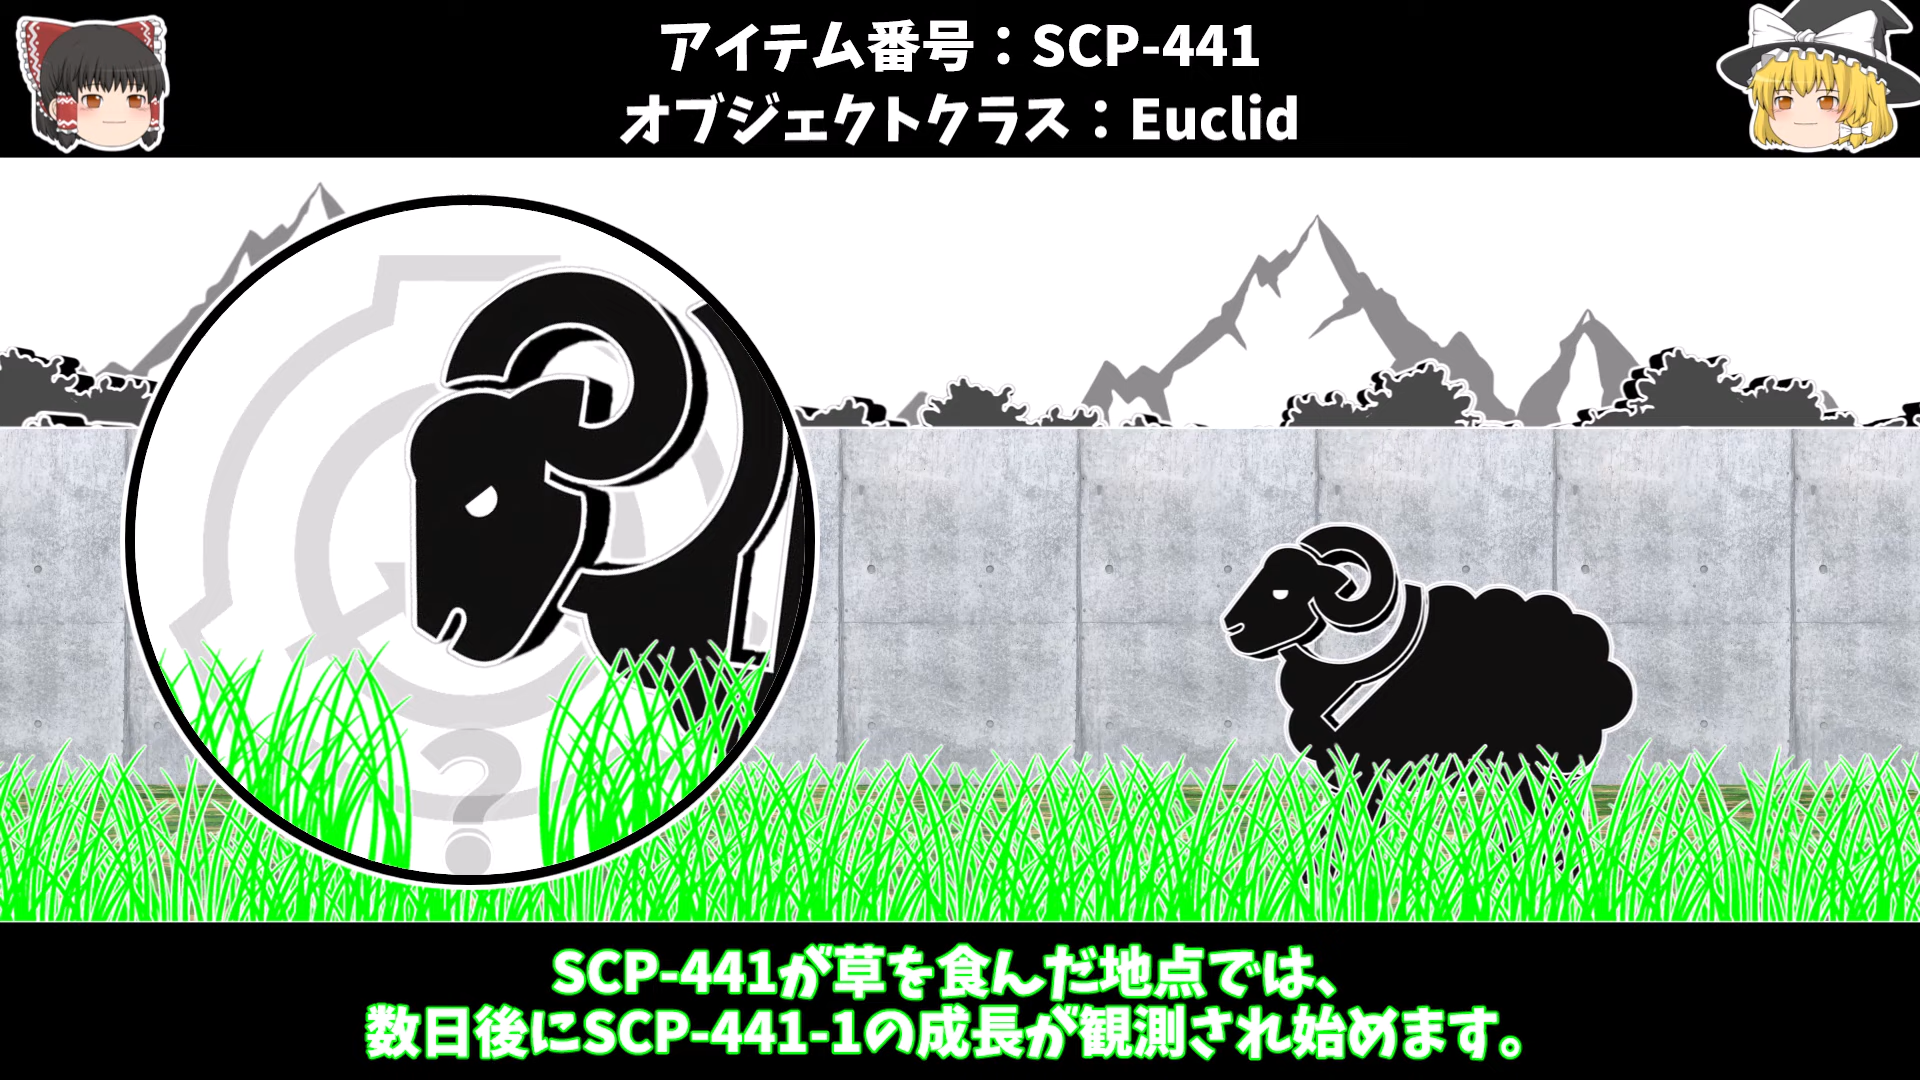 アイテム番号：SCP-441
オブジェクトクラス：Euclid
?
SCP-441が草を食んだ地点では、
数日後にSCP-441-1の成長が観測され始めます。